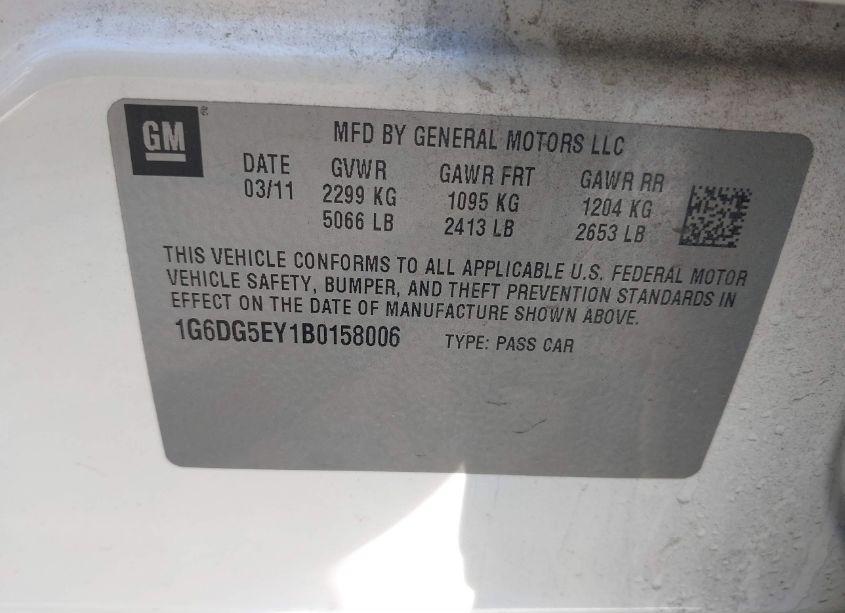 GM
MFD BY GENERAL MOTORS LLC
DATE GVWR GAWR FRT GAWR RR
03/11 2299 KG 1095 KG 1204 KG
5066 LB 2413 LB 2653 LB
THIS VEHICLE CONFORMS TO ALL APPLICABLE U.S. FEDERAL MOTOR
VEHICLE SAFETY, BUMPER, AND THEFT PREVENTION STANDARDS IN
EFFECT ON THE DATE OF MANUFACTURE SHOWN ABOVE.
1G6DG5EY1B0158006 TYPE: PASS CAR